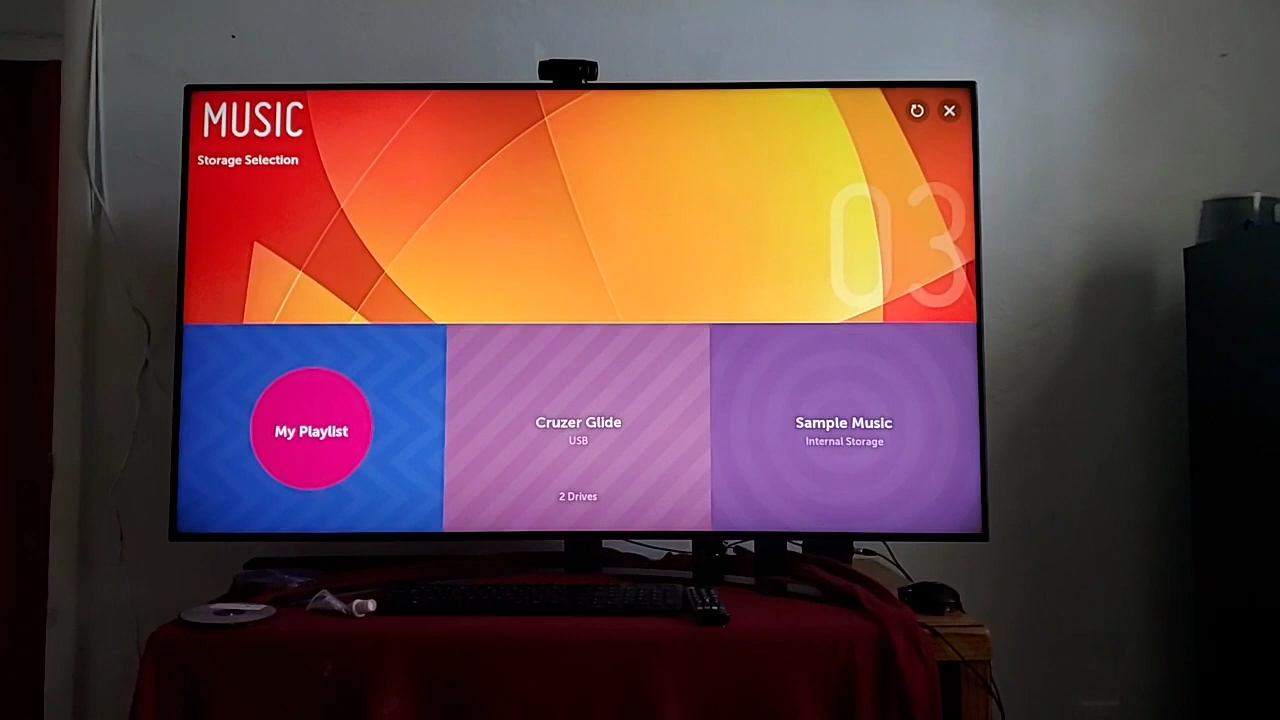 MUSIC
Storage Selection
03
My Playlist
Cruzer Glide
USB
2 Drives
Sample Music
Internal Storage